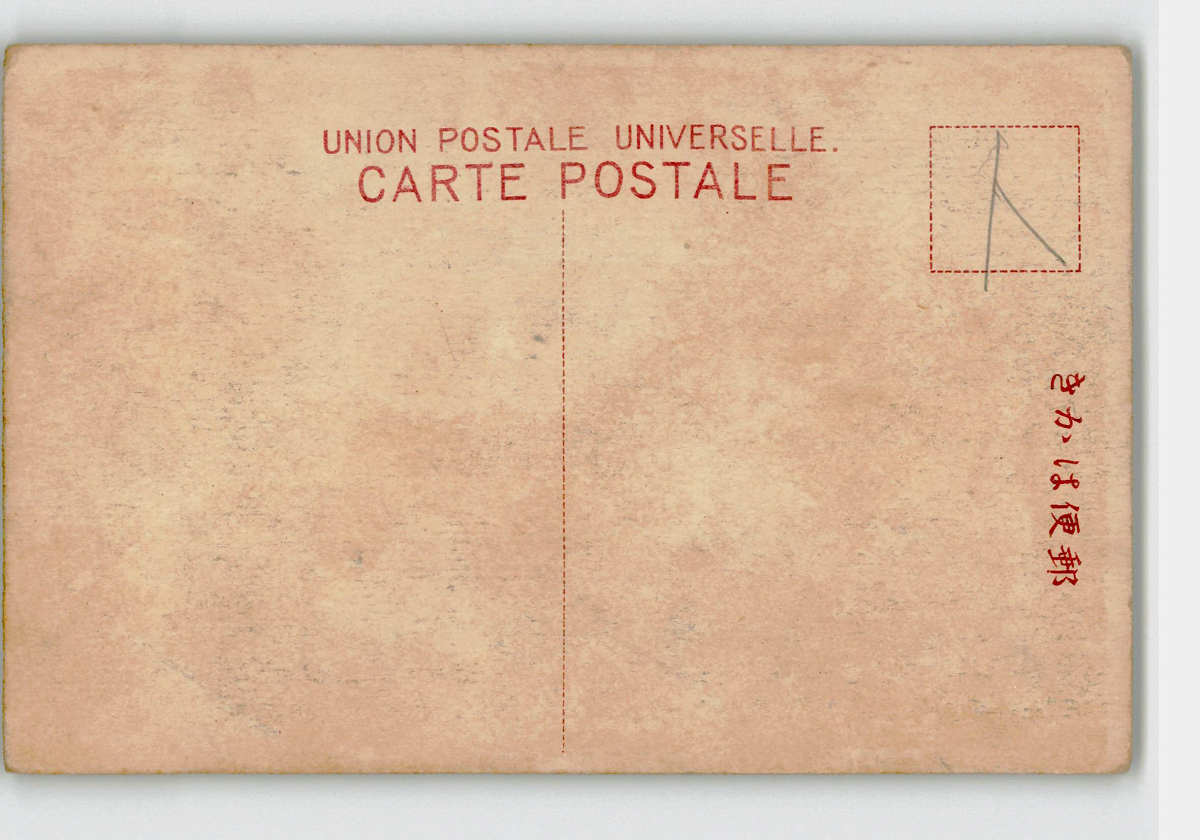 UNION POSTALE UNIVERSELLE.
CARTE POSTALE
郵便はかき